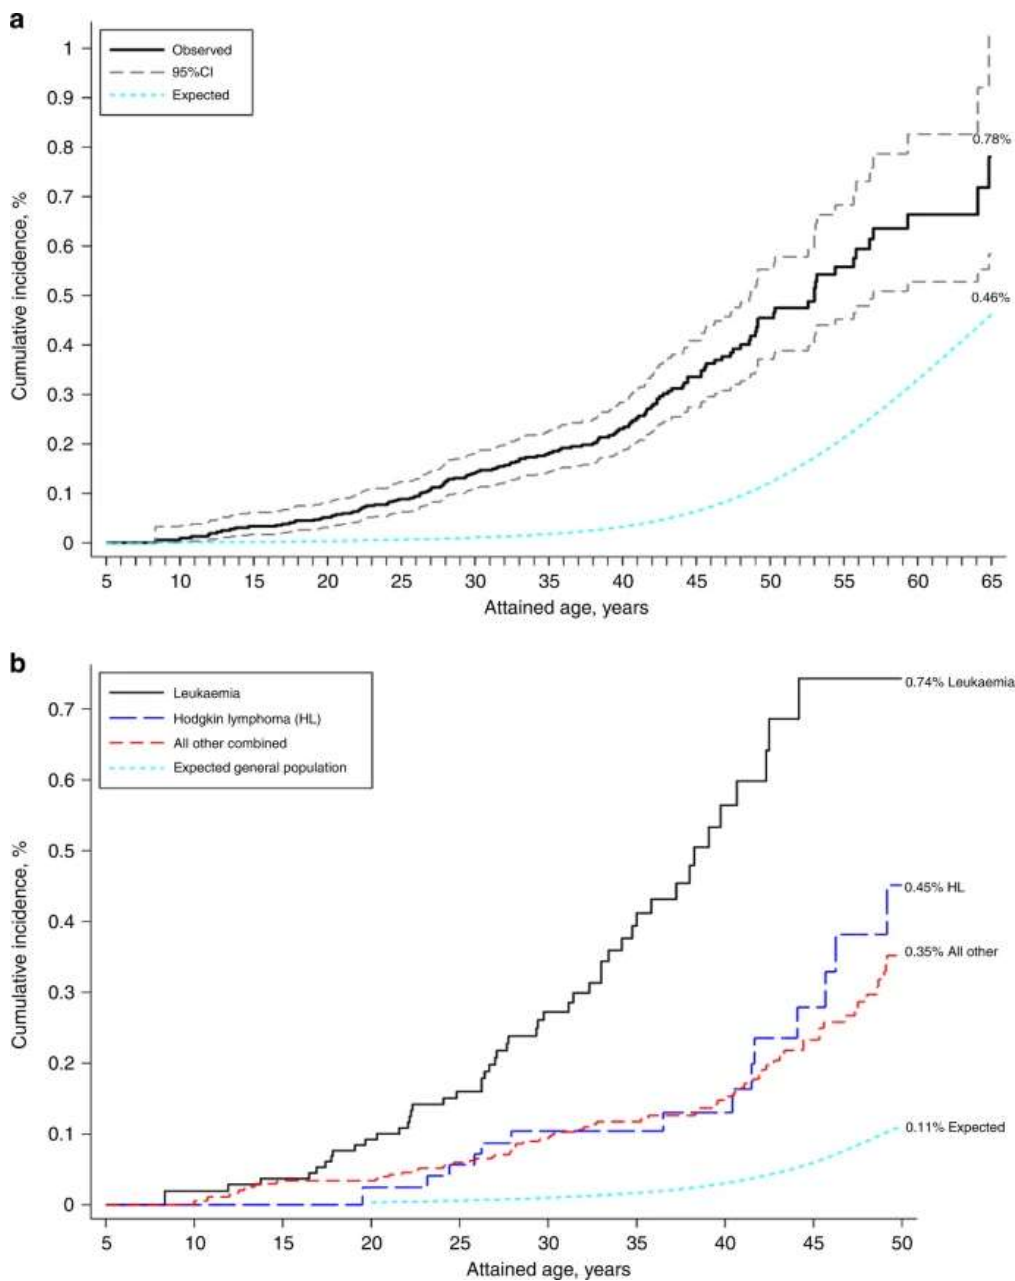 a
Observed
95%CI
Expected
1
0.9
0.8
0.7
0.6
0.5
0.4
0.3
0.2
0.1
0
Cumulative incidence, %
0.78%
0.46%
5 10 15 20 25 30 35 40 45 50 55 60 65
Attained age, years
b
Leukaemia
Hodgkin lymphoma (HL)
All other combined
Expected general population
0.7
0.6
0.5
0.4
0.3
0.2
0.1
0
Cumulative incidence, %
0.74% Leukaemia
0.45% HL
0.35% All other
0.11% Expected
5 10 15 20 25 30 35 40 45 50
Attained age, years